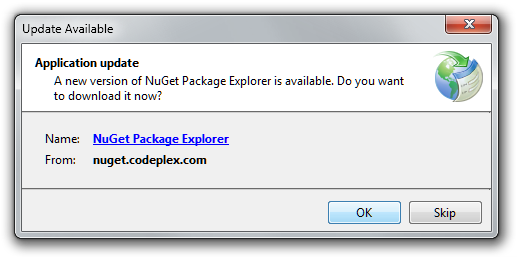 Update Available
Application update
A new version of NuGet Package Explorer is available. Do you want
to download it now?
Name: NuGet Package Explorer
From: nuget.codeplex.com
OK Skip